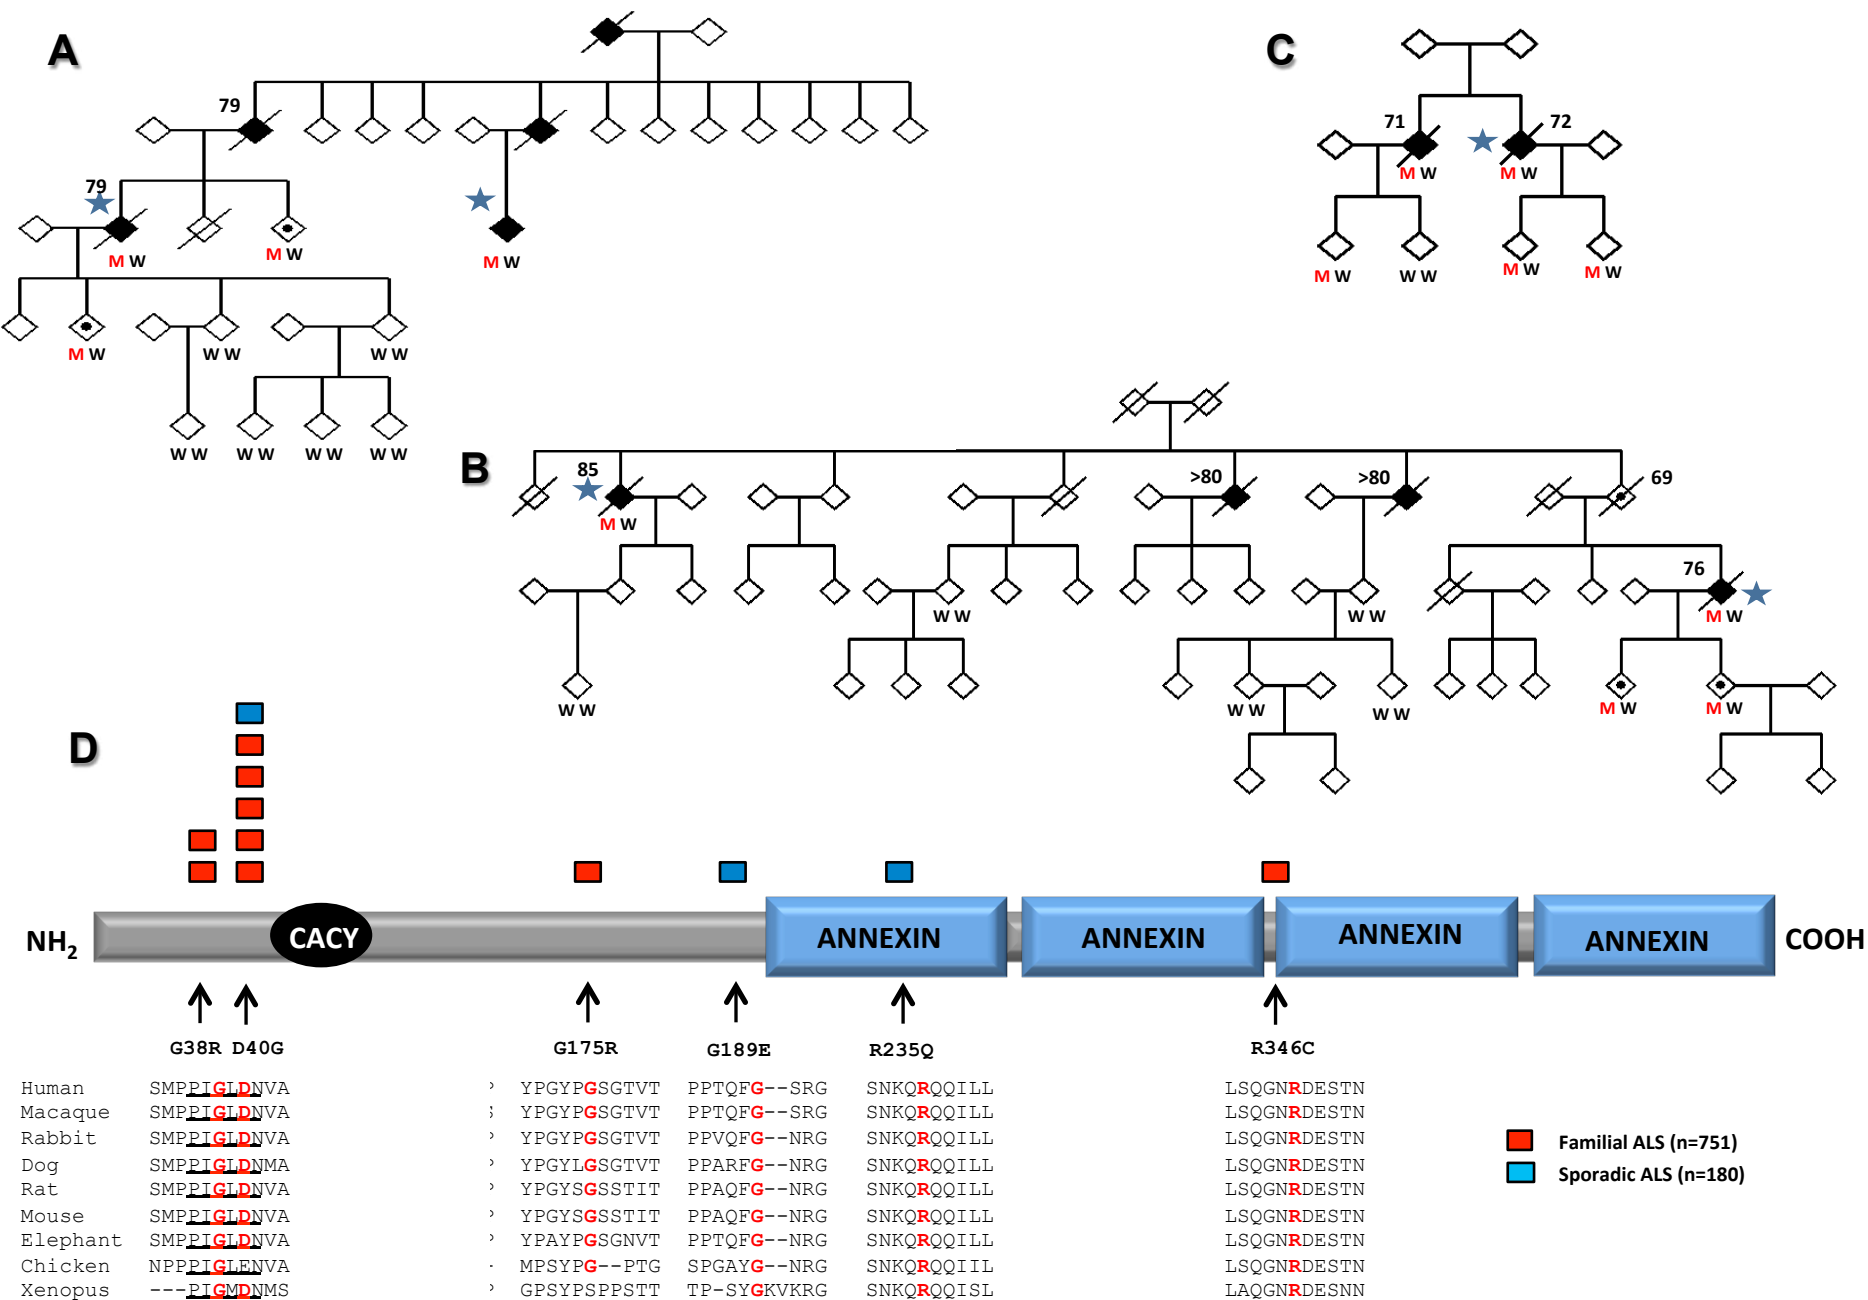 A
C
79
71
72
M W
M W
79
M W
M W
M W
M W
W W
M W
M W
M W
W W
W W
W W
W W
W W
W W
B
85
>80
>80
69
M W
76
W W
W W
M W
W W
W W
W W
M W
M W
D
NH2
CACY
ANNEXIN
ANNEXIN
ANNEXIN
ANNEXIN
COOH
G38R D40G G175R G189E R235Q R346C
Human SMPPIGLDNVA YPGYPGSGTVT PPTQFG--SRG SNKQRQQILL LSQGNRDESTN
Macaque SMPPIGLDNVA YPGYPGSGTVT PPTQFG--SRG SNKQRQQILL LSQGNRDESTN
Rabbit SMPPIGLDNVA YPGYPGSGTVT PPVQFG--NRG SNKQRQQILL LSQGNRDESTN
Dog SMPPIGLDNMA YPGYLGSGTVT PPARFG--NRG SNKQRQQILL LSQGNRDESTN
Rat SMPPIGLDNVA YPGYSGSSTIT PPAQFG--NRG SNKQRQQILL LSQGNRDESTN
Mouse SMPPIGLDNVA YPGYSGSSTIT PPAQFG--NRG SNKQRQQILL LSQGNRDESTN
Elephant SMPPIGLDNVA YPAYPGSGNVT PPTQFG--NRG SNKQRQQILL LSQGNRDESTN
Chicken NPPPIGLENVA MPSYPG--PTG SPGAYG--NRG SNKQRQQIIL LSQGNRDESTN
Xenopus ---PIGMDNMS GPSYPSPPSTT TP-SYGKVKRG SNKQRQQISL LAQGNRDESNN
Familial ALS (n=751)
Sporadic ALS (n=180)